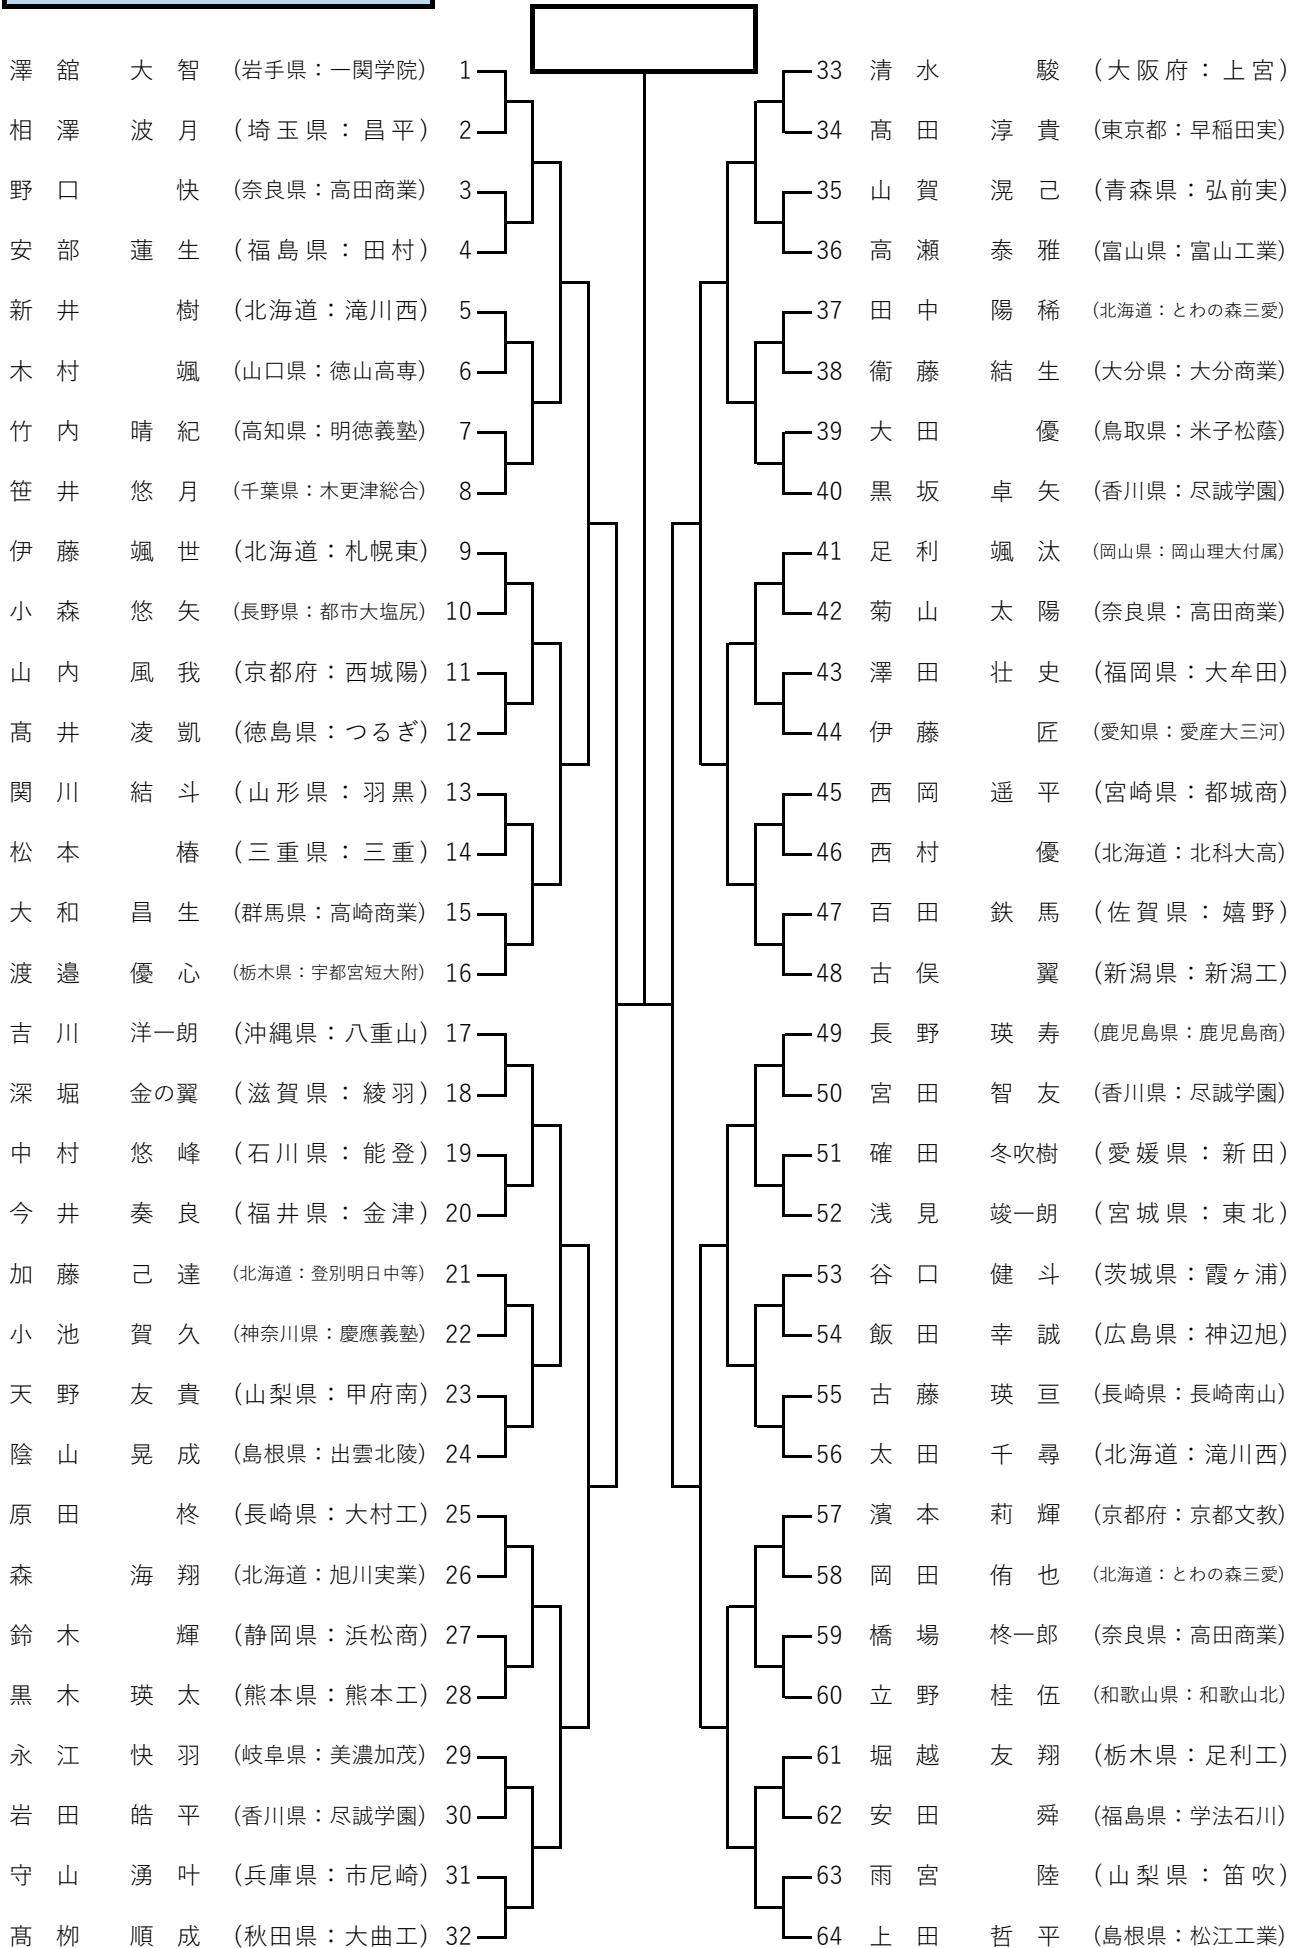 澤舘 大智 (岩手県：一関学院) 1
相澤 波月 (埼玉県：昌平) 2
野口 快 (奈良県：高田商業) 3
安部 蓮生 (福島県：田村) 4
新井 樹 (北海道：滝川西) 5
木村 颯 (山口県：徳山高専) 6
竹内 晴紀 (高知県：明徳義塾) 7
笹井 悠月 (千葉県：木更津総合) 8
伊藤 颯世 (北海道：札幌東) 9
小森 悠矢 (長野県：都市大塩尻) 10
山内 風我 (京都府：西城陽) 11
髙井 凌凱 (徳島県：つるぎ) 12
関川 結斗 (山形県：羽黒) 13
松本 椿 (三重県：三重) 14
大和 昌生 (群馬県：高崎商業) 15
渡邉 優心 (栃木県：宇都宮短大附) 16
吉川 洋一朗 (沖縄県：八重山) 17
深堀 金の翼 (滋賀県：綾羽) 18
中村 悠峰 (石川県：能登) 19
今井 奏良 (福井県：金津) 20
加藤 己達 (北海道：登別明日中等) 21
小池 賀久 (神奈川県：慶應義塾) 22
天野 友貴 (山梨県：甲府南) 23
陰山 晃成 (島根県：出雲北陵) 24
原田 柊 (長崎県：大村工) 25
森 海翔 (北海道：旭川実業) 26
鈴木 輝 (静岡県：浜松商) 27
黒木 瑛太 (熊本県：熊本工) 28
永江 快羽 (岐阜県：美濃加茂) 29
岩田 皓平 (香川県：尽誠学園) 30
守山 湧叶 (兵庫県：市尼崎) 31
髙栁 順成 (秋田県：大曲工) 32
33 清水 駿 (大阪府：上宮)
34 髙田 淳貴 (東京都：早稲田実)
35 山賀 滉己 (青森県：弘前実)
36 高瀬 泰雅 (富山県：富山工業)
37 田中 陽稀 (北海道：とわの森三愛)
38 衞藤 結生 (大分県：大分商業)
39 大田 優 (鳥取県：米子松蔭)
40 黒坂 卓矢 (香川県：尽誠学園)
41 足利 颯汰 (岡山県：岡山理大付属)
42 菊山 太陽 (奈良県：高田商業)
43 澤田 壮史 (福岡県：大牟田)
44 伊藤 匠 (愛知県：愛産大三河)
45 西岡 遥平 (宮崎県：都城商)
46 西村 優 (北海道：北科大高)
47 百田 鉄馬 (佐賀県：嬉野)
48 古俣 翼 (新潟県：新潟工)
49 長野 瑛寿 (鹿児島県：鹿児島商)
50 宮田 智友 (香川県：尽誠学園)
51 確田 冬吹樹 (愛媛県：新田)
52 浅見 竣一朗 (宮城県：東北)
53 谷口 健斗 (茨城県：霞ヶ浦)
54 飯田 幸誠 (広島県：神辺旭)
55 古藤 瑛亘 (長崎県：長崎南山)
56 太田 千尋 (北海道：滝川西)
57 濱本 莉輝 (京都府：京都文教)
58 岡田 侑也 (北海道：とわの森三愛)
59 橋場 柊一郎 (奈良県：高田商業)
60 立野 桂伍 (和歌山県：和歌山北)
61 堀越 友翔 (栃木県：足利工)
62 安田 舜 (福島県：学法石川)
63 雨宮 陸 (山梨県：笛吹)
64 上田 哲平 (島根県：松江工業)